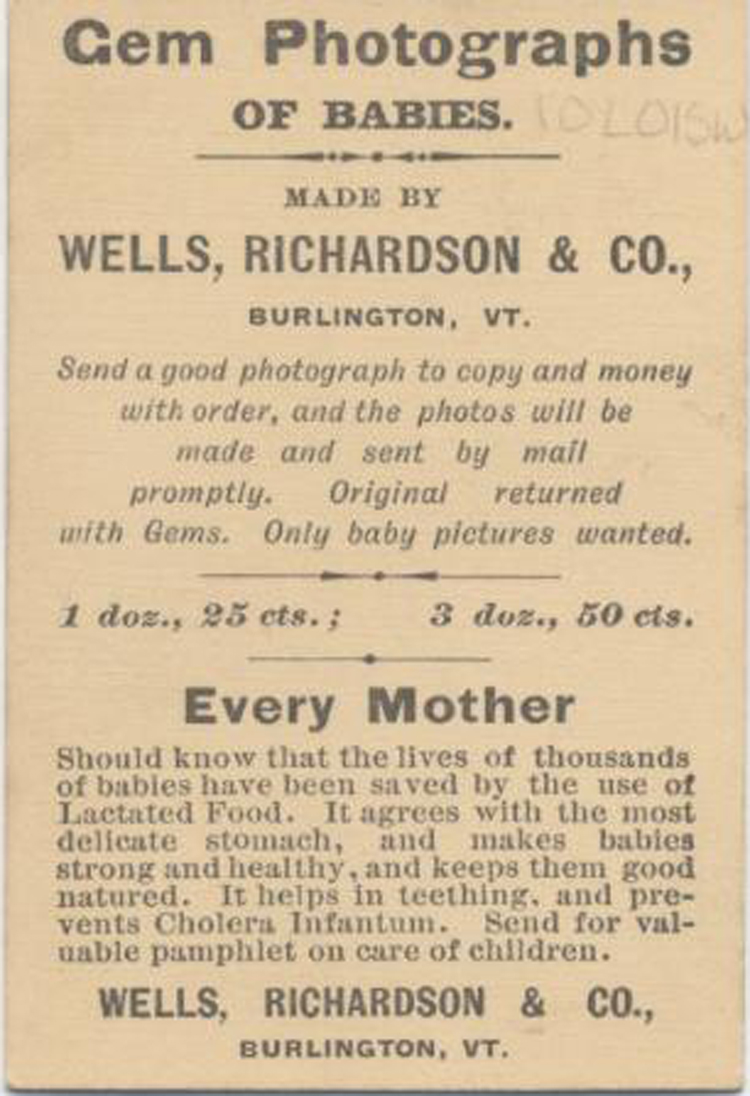 Gem Photographs
OF BABIES.
MADE BY
WELLS, RICHARDSON & CO.,
BURLINGTON, VT.
Send a good photograph to copy and money
with order, and the photos will be
made and sent by mail
promptly. Original returned
with Gems. Only baby pictures wanted.
1 doz., 25 cts.; 3 doz., 50 cts.
Every Mother
Should know that the lives of thousands
of babies have been saved by the use of
Lactated Food. It agrees with the most
delicate stomach, and makes babies
strong and healthy, and keeps them good
natured. It helps in teething, and pre-
vents Cholera Infantum. Send for val-
uable pamphlet on care of children.
WELLS, RICHARDSON & CO.,
BURLINGTON, VT.